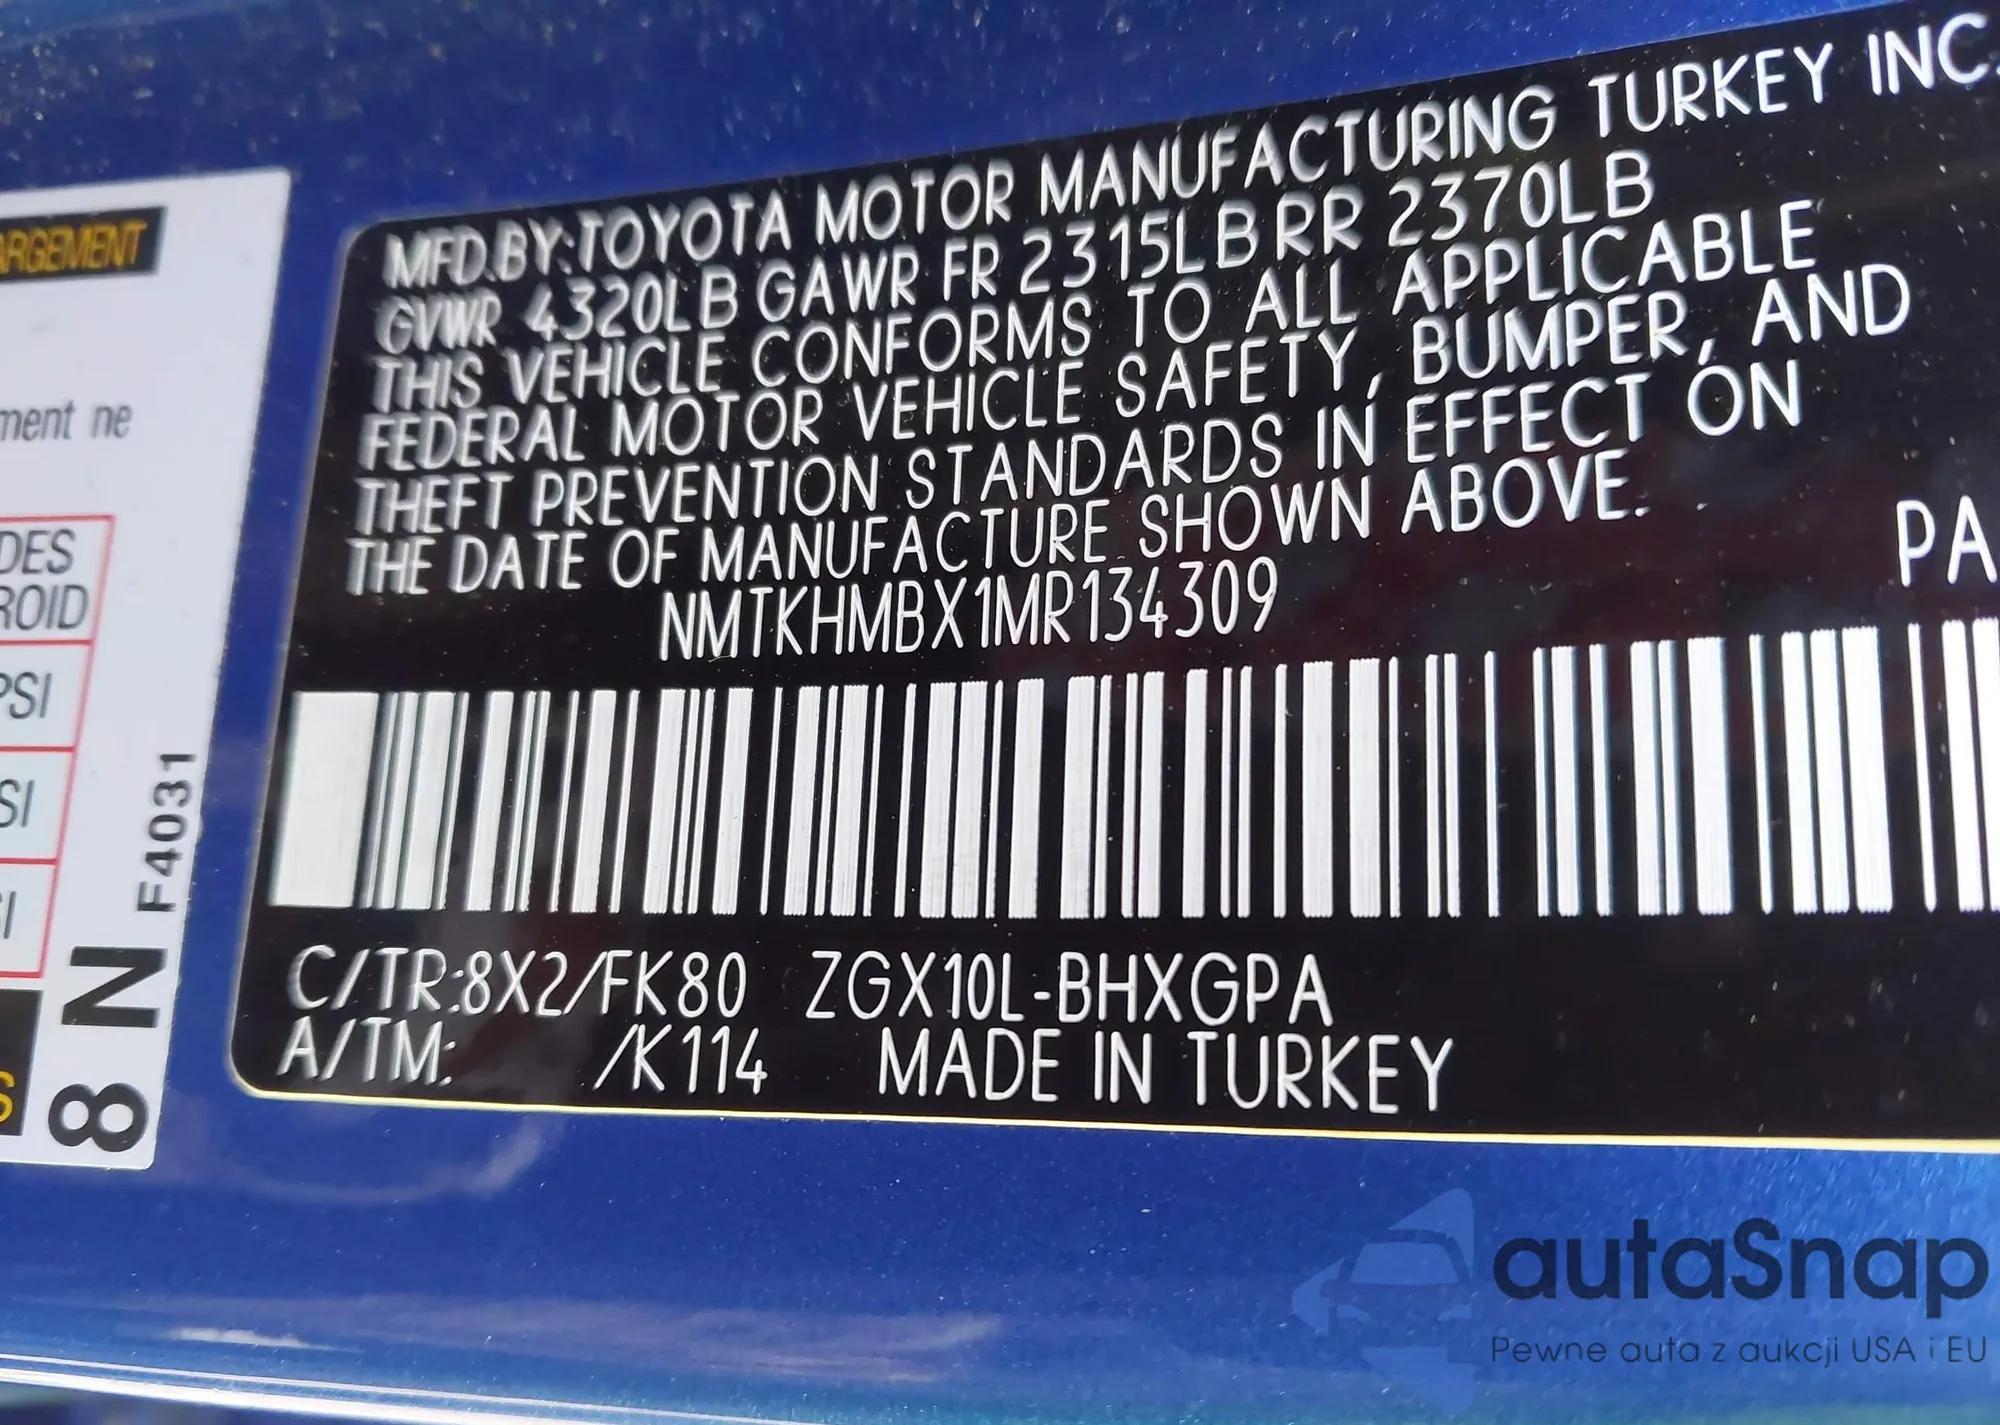 ARGEMENT
ment ne
DES
ROID
PSI
SI
SI
S
F4031
8 N
MFD.BY:TOYOTA MOTOR MANUFACTURING TURKEY INC.
GVWR 4320LB GAWR FR 2315LB RR 2370LB
THIS VEHICLE CONFORMS TO ALL APPLICABLE
FEDERAL MOTOR VEHICLE SAFETY, BUMPER, AND
THEFT PREVENTION STANDARDS IN EFFECT ON
THE DATE OF MANUFACTURE SHOWN ABOVE.
PA
NMTKHMBX1MR134309
C/TR:8X2/FK80 ZGX10L-BHXGPA
A/TM: /K114 MADE IN TURKEY
autaSnap
Pewne auta z aukcji USA i EU